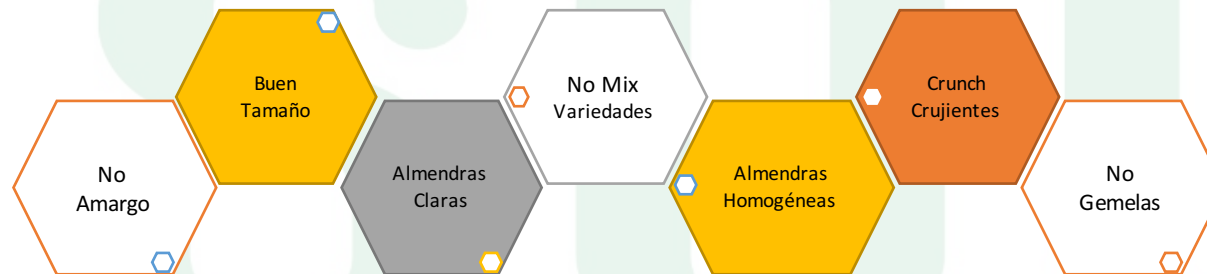 No
Amargo
Buen
Tamaño
Almendras
Claras
No Mix
Variedades
Almendras
Homogéneas
Crunch
Crujientes
No
Gemelas